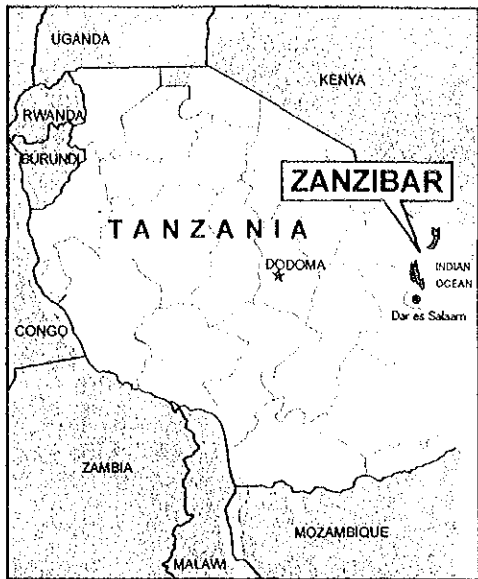 UGANDA
KENYA
RWANDA
BURUNDI
ZANZIBAR
TANZANIA
DODOMA
INDIAN
OCEAN
Dar es Salaam
CONGO
ZAMBIA
MOZAMBIQUE
MALAWI